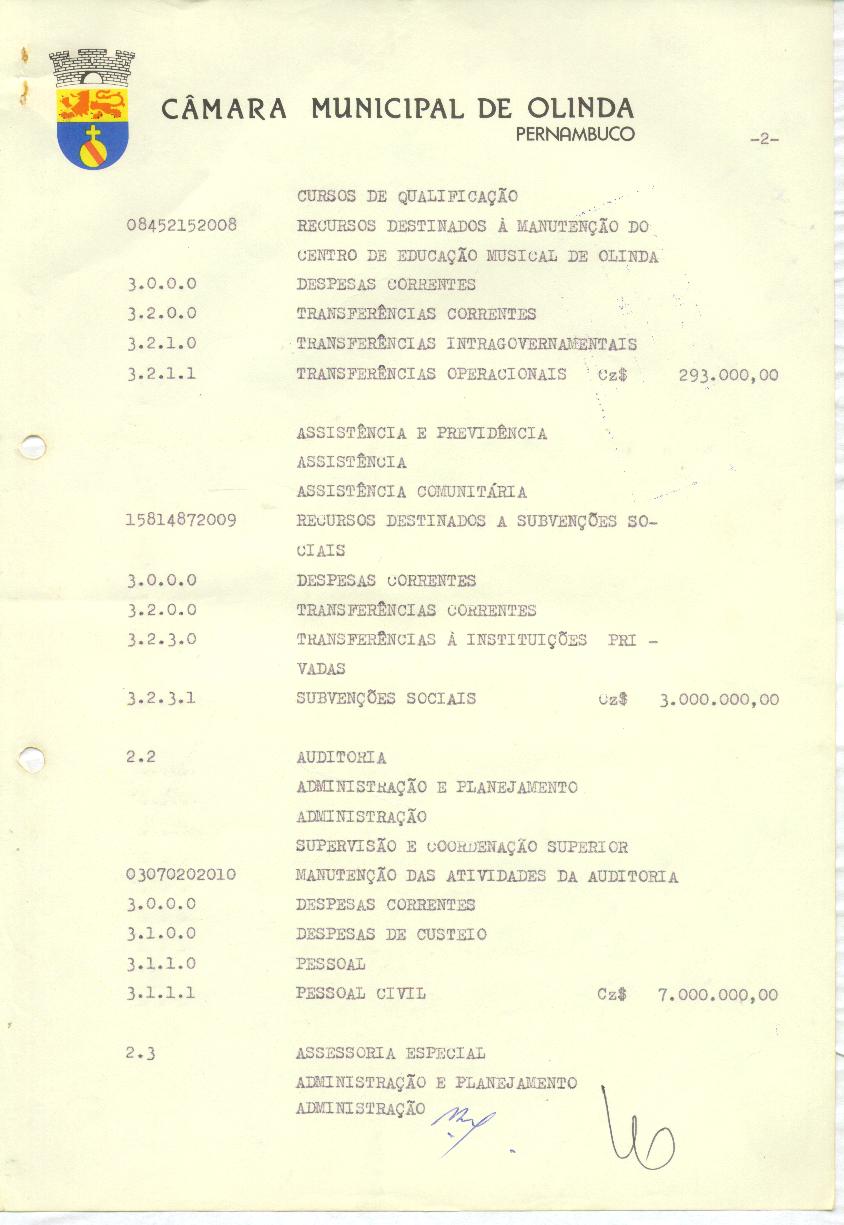 CÂMARA MUNICIPAL DE OLINDA
PERNAMBUCO
-2-
CURSOS DE QUALIFICAÇÃO
08452152008 RECURSOS DESTINADOS À MANUTENÇÃO DO
CENTRO DE EDUCAÇÃO MUSICAL DE OLINDA
3.0.0.0 DESPESAS CORRENTES
3.2.0.0 TRANSFERÊNCIAS CORRENTES
3.2.1.0 TRANSFERÊNCIAS INTRAGOVERNAMENTAIS
3.2.1.1 TRANSFERÊNCIAS OPERACIONAIS Cz$ 293.000,00
ASSISTÊNCIA E PREVIDÊNCIA
ASSISTÊNCIA
ASSISTÊNCIA COMUNITÁRIA
15814872009 RECURSOS DESTINADOS A SUBVENÇÕES SO-
CIAIS
3.0.0.0 DESPESAS CORRENTES
3.2.0.0 TRANSFERÊNCIAS CORRENTES
3.2.3.0 TRANSFERÊNCIAS À INSTITUIÇÕES PRI -
VADAS
3.2.3.1 SUBVENÇÕES SOCIAIS Cz$ 3.000.000,00
2.2 AUDITORIA
ADMINISTRAÇÃO E PLANEJAMENTO
ADMINISTRAÇÃO
SUPERVISÃO E COORDENAÇÃO SUPERIOR
03070202010 MANUTENÇÃO DAS ATIVIDADES DA AUDITORIA
3.0.0.0 DESPESAS CORRENTES
3.1.0.0 DESPESAS DE CUSTEIO
3.1.1.0 PESSOAL
3.1.1.1 PESSOAL CIVIL Cz$ 7.000.000,00
2.3 ASSESSORIA ESPECIAL
ADMINISTRAÇÃO E PLANEJAMENTO
ADMINISTRAÇÃO